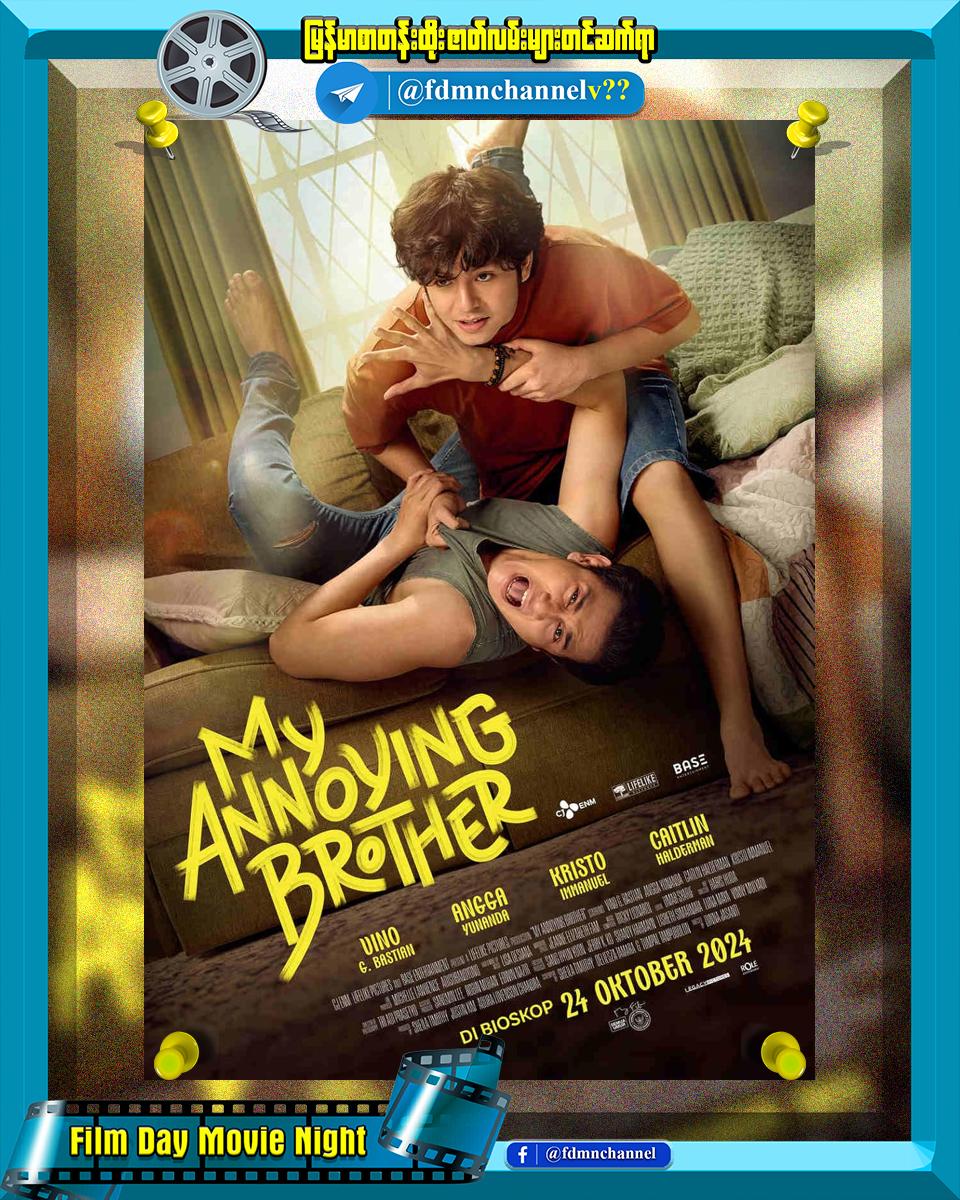 မြန်မာစာတန်းထိုးဇာတ်လမ်းများတင်ဆက်ရာ
@fdmnchannelv??
MY
ANNOYING
BROTHER
CJ ENM
LIFELIKE
PICTURES
BASE
ENTERTAINMENT
VINO
G. BASTIAN
ANGGA
YUNANDA
KRISTO
IMMANUEL
CAITLIN
HALDERMAN
DI BIOSKOP 24 OKTOBER 2024
Film Day Movie Night
@fdmnchannel